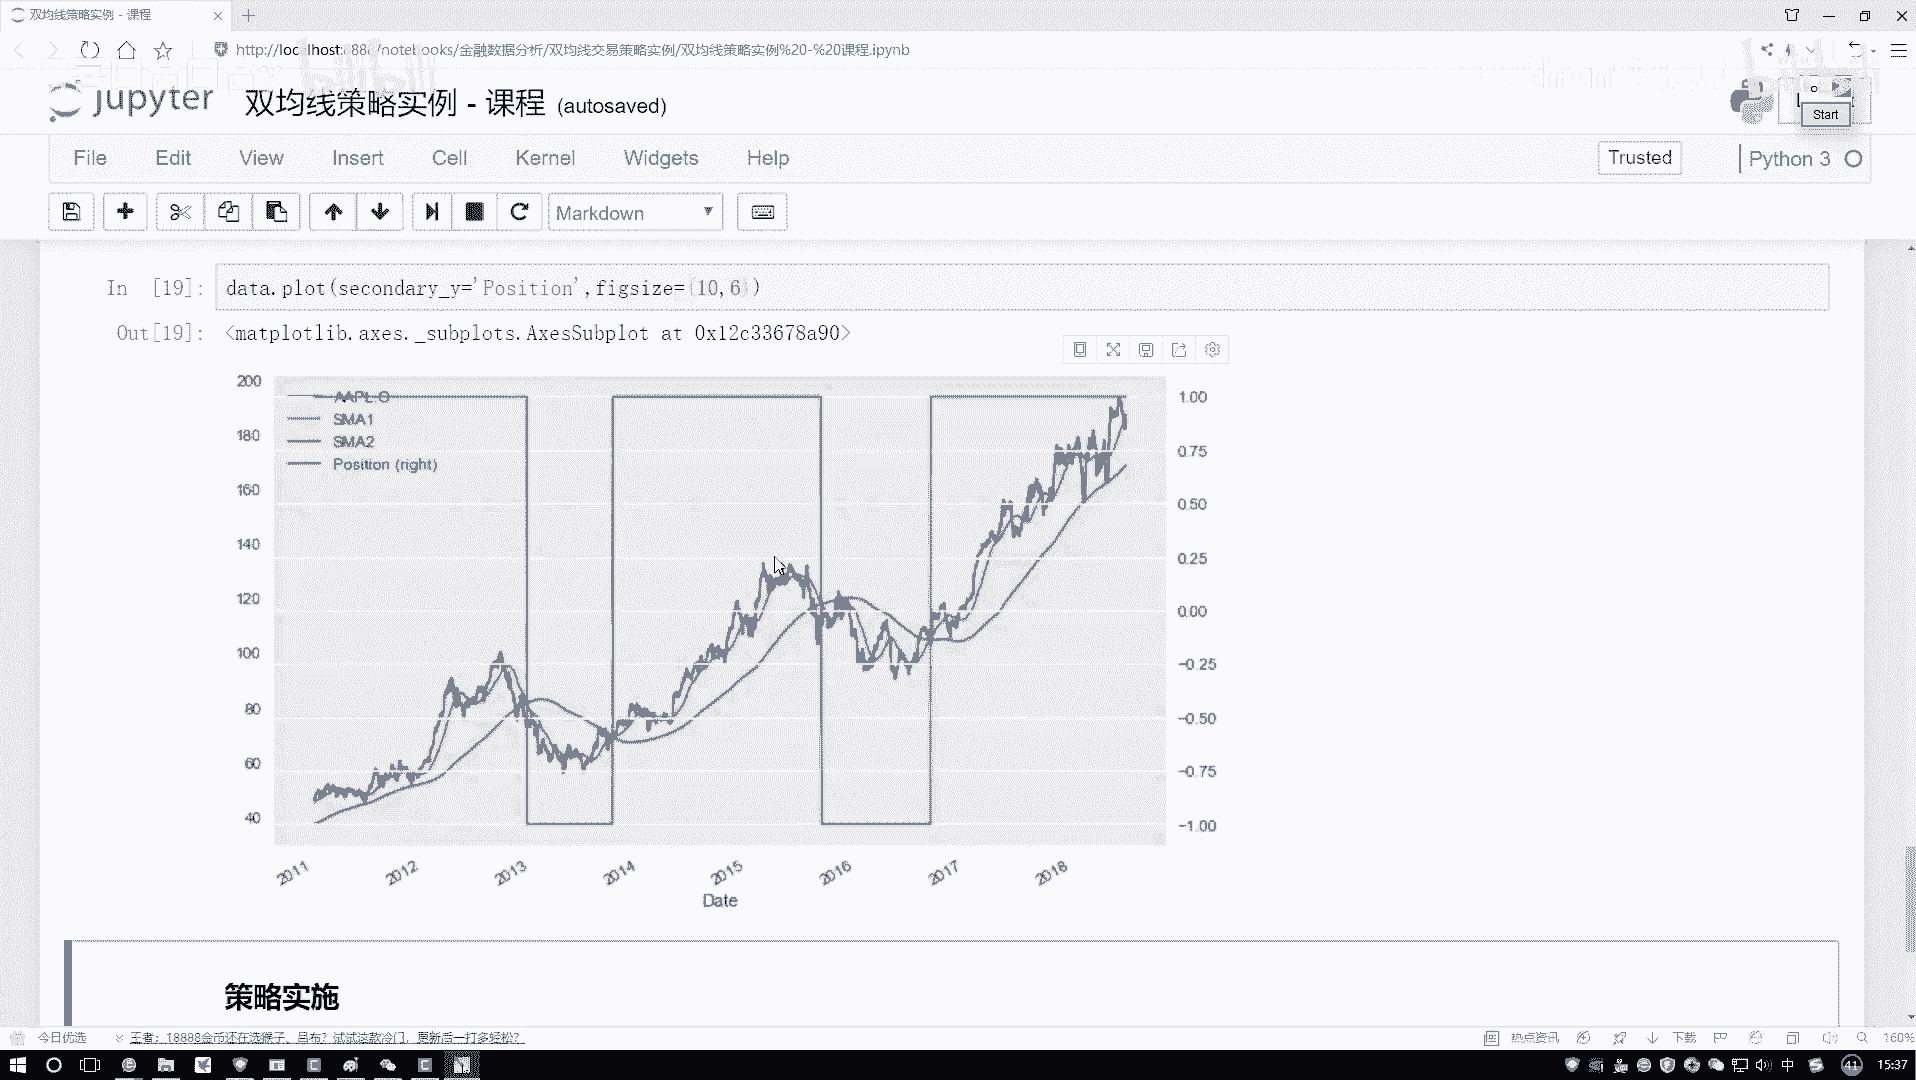 双均线策略实例 - 课程
http://localhost:888/notebooks/金融数据分析/双均线交易策略实例/双均线策略实例%20-%20课程.ipynb
jupyter 双均线策略实例 - 课程 (autosaved)
Start
File Edit View Insert Cell Kernel Widgets Help
Trusted
Python 3
Markdown
In [19]: data.plot(secondary_y='Position',figsize=(10,6))
Out[19]: <matplotlib.axes._subplots.AxesSubplot at 0x12c33678a90>
AAPL.O
SMA1
SMA2
Position (right)
200
180
160
140
120
100
80
60
40
1.00
0.75
0.50
0.25
0.00
−0.25
−0.50
−0.75
−1.00
2011 2012 2013 2014 2015 2016 2017 2018
Date
策略实施
今日优选 王者：18888金币还在选猴子、吕布？试试这款冷门，更新后一打多轻松？
热点资讯 下载 160%
中 41 15:37